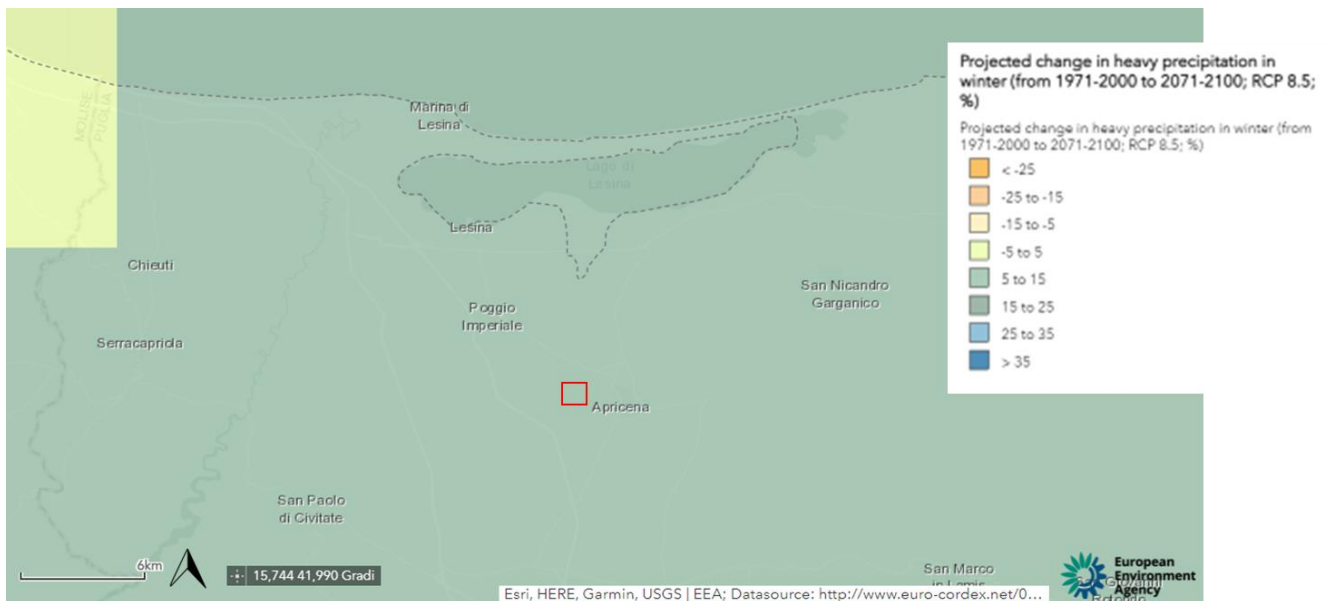 Projected change in heavy precipitation in
winter (from 1971-2000 to 2071-2100; RCP 8.5;
%)
Projected change in heavy precipitation in winter (from
1971-2000 to 2071-2100; RCP 8.5; %)
< -25
-25 to -15
-15 to -5
-5 to 5
5 to 15
15 to 25
25 to 35
> 35
MOLISE
PUGLIA
Marina di
Lesina
Lago di
Lesina
Lesina
Chieuti
San Nicandro
Garganico
Poggio
Imperiale
Serracapriola
Apricena
San Paolo
di Civitate
6km
15,744 41,990 Gradi
San Marco
in Lamis
European
Environment
Agency
Esri, HERE, Garmin, USGS | EEA; Datasource: http://www.euro-cordex.net/0...